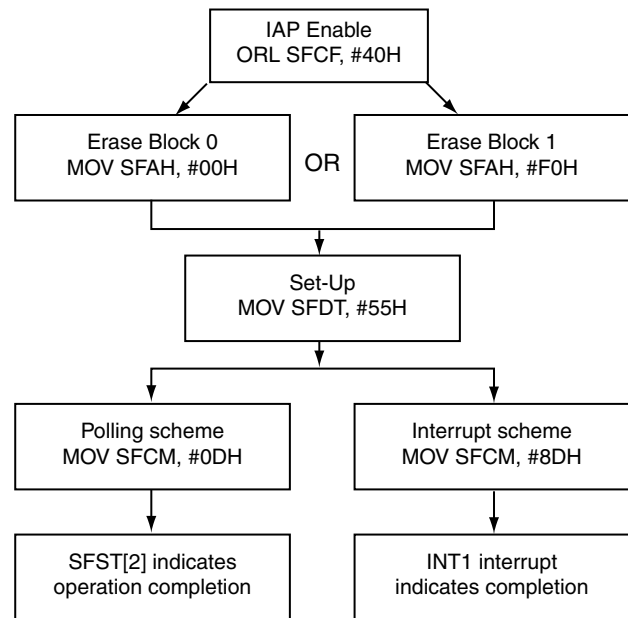 IAP Enable
ORL SFCF, #40H
Erase Block 0
MOV SFAH, #00H
OR
Erase Block 1
MOV SFAH, #F0H
Set-Up
MOV SFDT, #55H
Polling scheme
MOV SFCM, #0DH
Interrupt scheme
MOV SFCM, #8DH
SFST[2] indicates
operation completion
INT1 interrupt
indicates completion